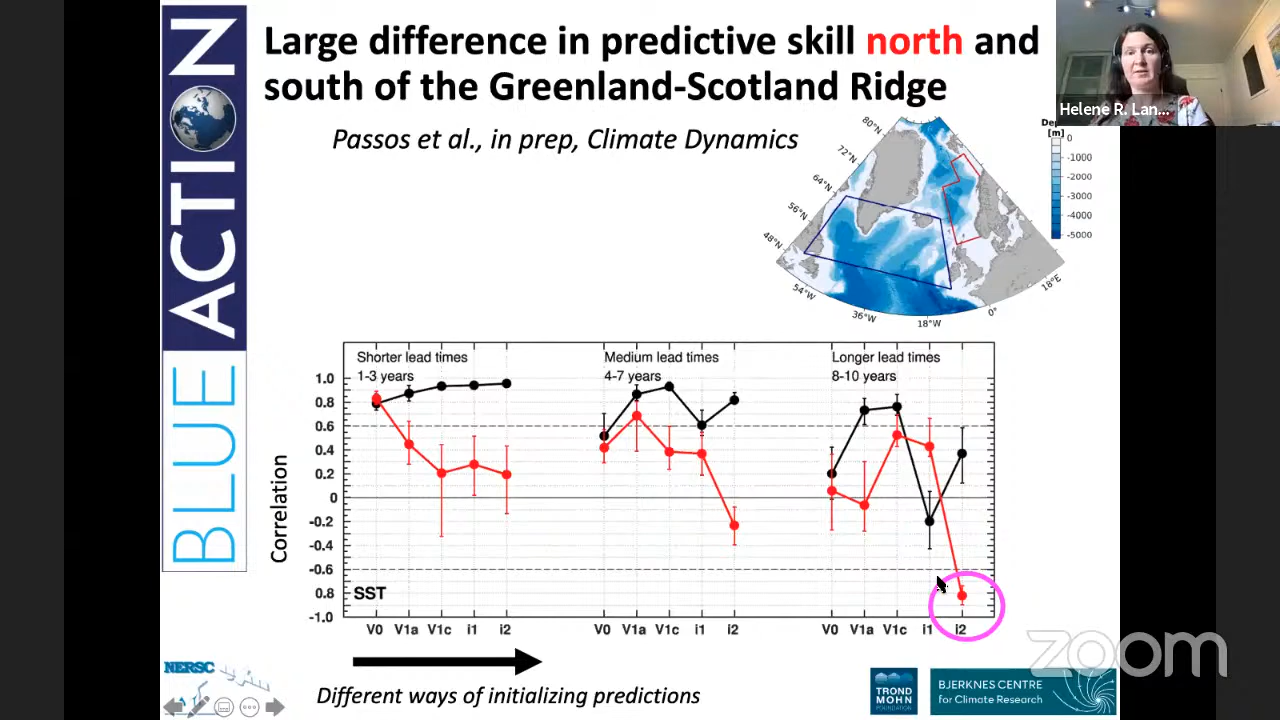 BLUE ACTION
Large difference in predictive skill north and
south of the Greenland-Scotland Ridge
Passos et al., in prep, Climate Dynamics
Helene R. Lan...
[m]
0
-1000
-2000
-3000
-4000
-5000
80°N
72°N
64°N
56°N
48°N
54°W
36°W
18°W
0°
18°E
Shorter lead times
1-3 years
Medium lead times
4-7 years
Longer lead times
8-10 years
Correlation
1.0
0.8
0.6
0.4
0.2
0
-0.2
-0.4
-0.6
0.8
-1.0
SST
V0 V1a V1c i1 i2
V0 V1a V1c i1 i2
V0 V1a V1c i1 i2
Different ways of initializing predictions
NERSC
TROND
MOHN
FOUNDATION
BJERKNES CENTRE
for Climate Research
zoom